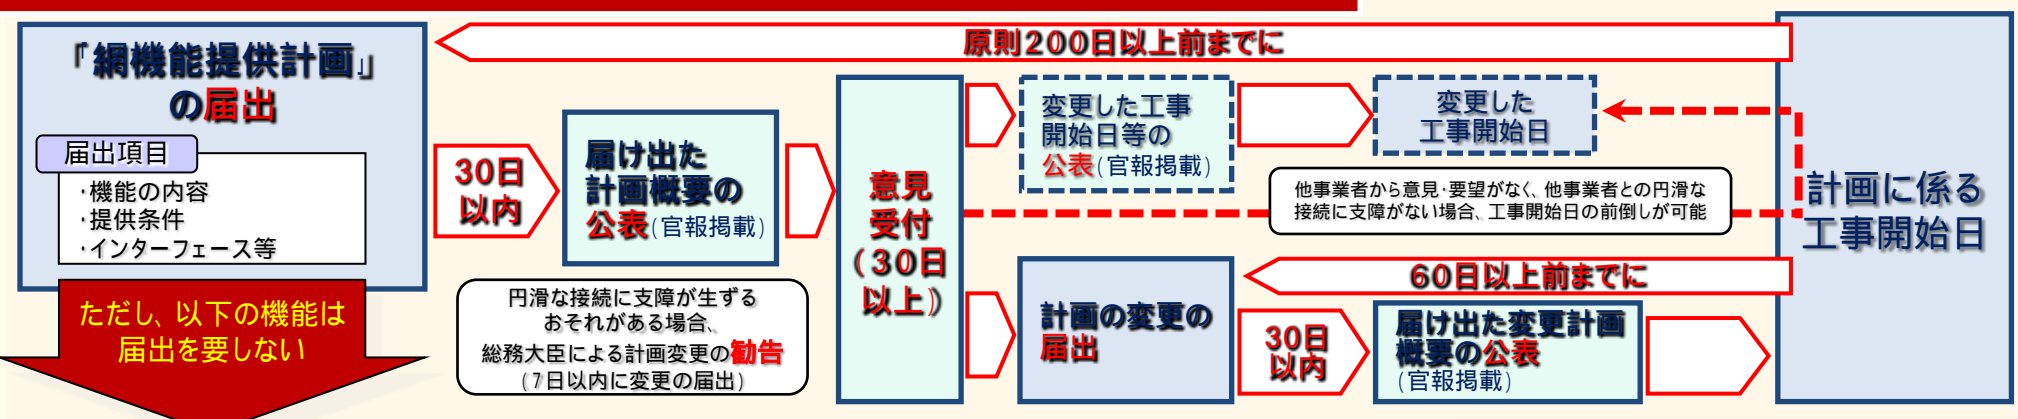 原則200日以上前までに
「網機能提供計画」
の届出
届出項目
・機能の内容
・提供条件
・インターフェース等
ただし、以下の機能は
届出を要しない
30日
以内
届け出た
計画概要の
公表(官報掲載)
円滑な接続に支障が生ずる
おそれがある場合、
総務大臣による計画変更の勧告
(7日以内に変更の届出)
意見
受付
(30日
以上)
変更した工事
開始日等の
公表(官報掲載)
変更した
工事開始日
他事業者から意見・要望がなく、他事業者との円滑な
接続に支障がない場合、工事開始日の前倒しが可能
60日以上前までに
計画の変更の
届出
30日
以内
届け出た変更計画
概要の公表
(官報掲載)
計画に係る
工事開始日